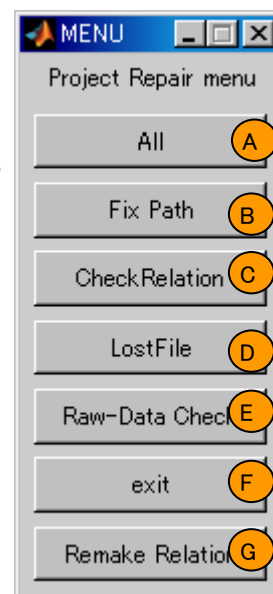 MENU
Project Repair menu
All A
Fix Path B
CheckRelation C
LostFile D
Raw-Data Check E
exit F
Remake Relation G